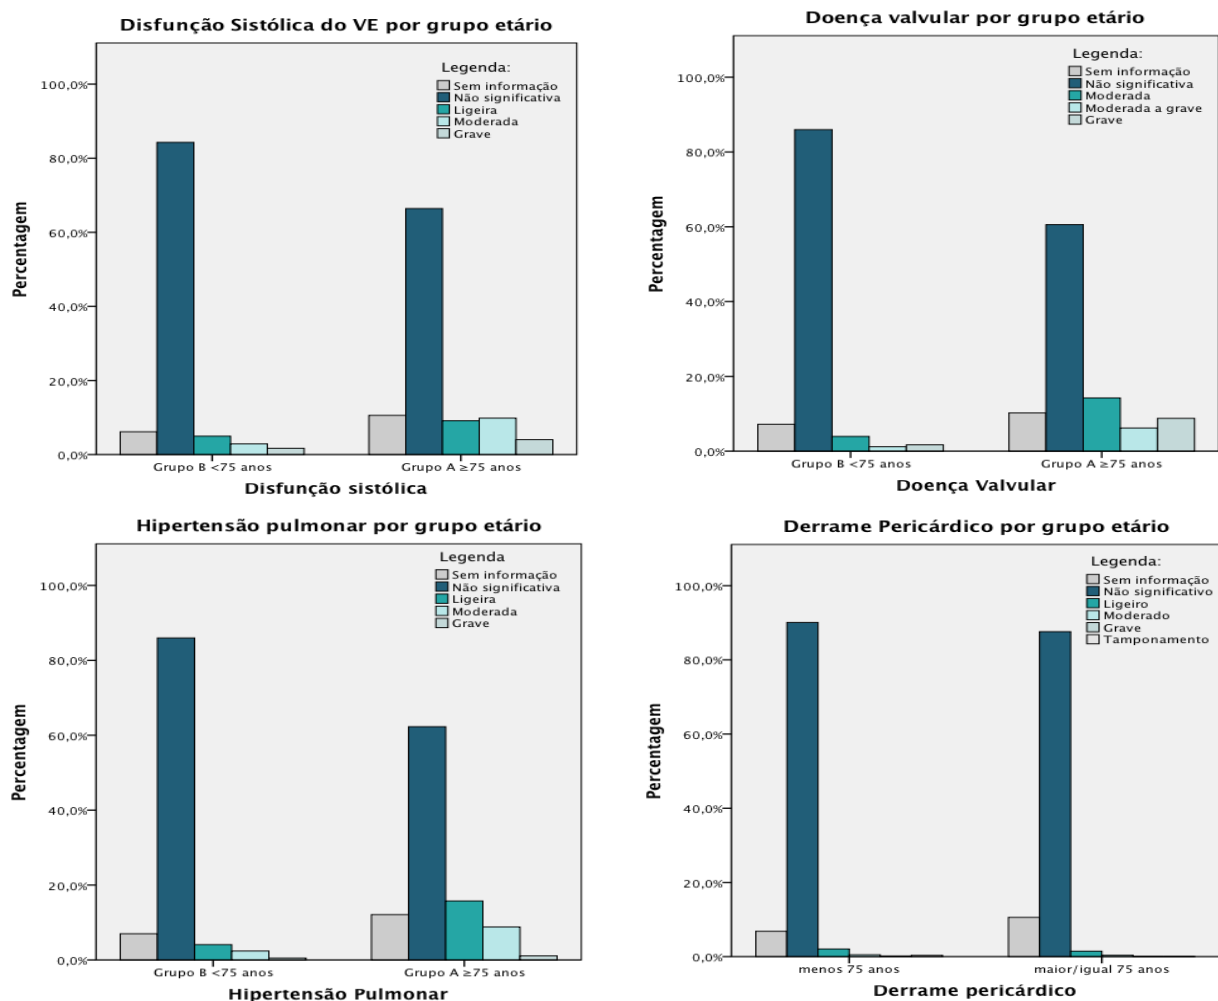 Disfunção Sistólica do VE por grupo etário
Legenda:
Sem informação
Não significativa
Ligeira
Moderada
Grave
100,0%
80,0%
60,0%
40,0%
20,0%
0,0%
Percentagem
Grupo B <75 anos
Grupo A ≥75 anos
Disfunção sistólica
Doença valvular por grupo etário
Legenda:
Sem informação
Não significativa
Moderada
Moderada a grave
Grave
100,0%
80,0%
60,0%
40,0%
20,0%
0,0%
Percentagem
Grupo B <75 anos
Grupo A ≥75 anos
Doença Valvular
Hipertensão pulmonar por grupo etário
Legenda
Sem informação
Não significativa
Ligeira
Moderada
Grave
100,0%
80,0%
60,0%
40,0%
20,0%
0,0%
Percentagem
Grupo B <75 anos
Grupo A ≥75 anos
Hipertensão Pulmonar
Derrame Pericárdico por grupo etário
Legenda:
Sem informação
Não significativo
Ligeiro
Moderado
Grave
Tamponamento
100,0%
80,0%
60,0%
40,0%
20,0%
0,0%
Percentagem
menos 75 anos
maior/igual 75 anos
Derrame pericárdico